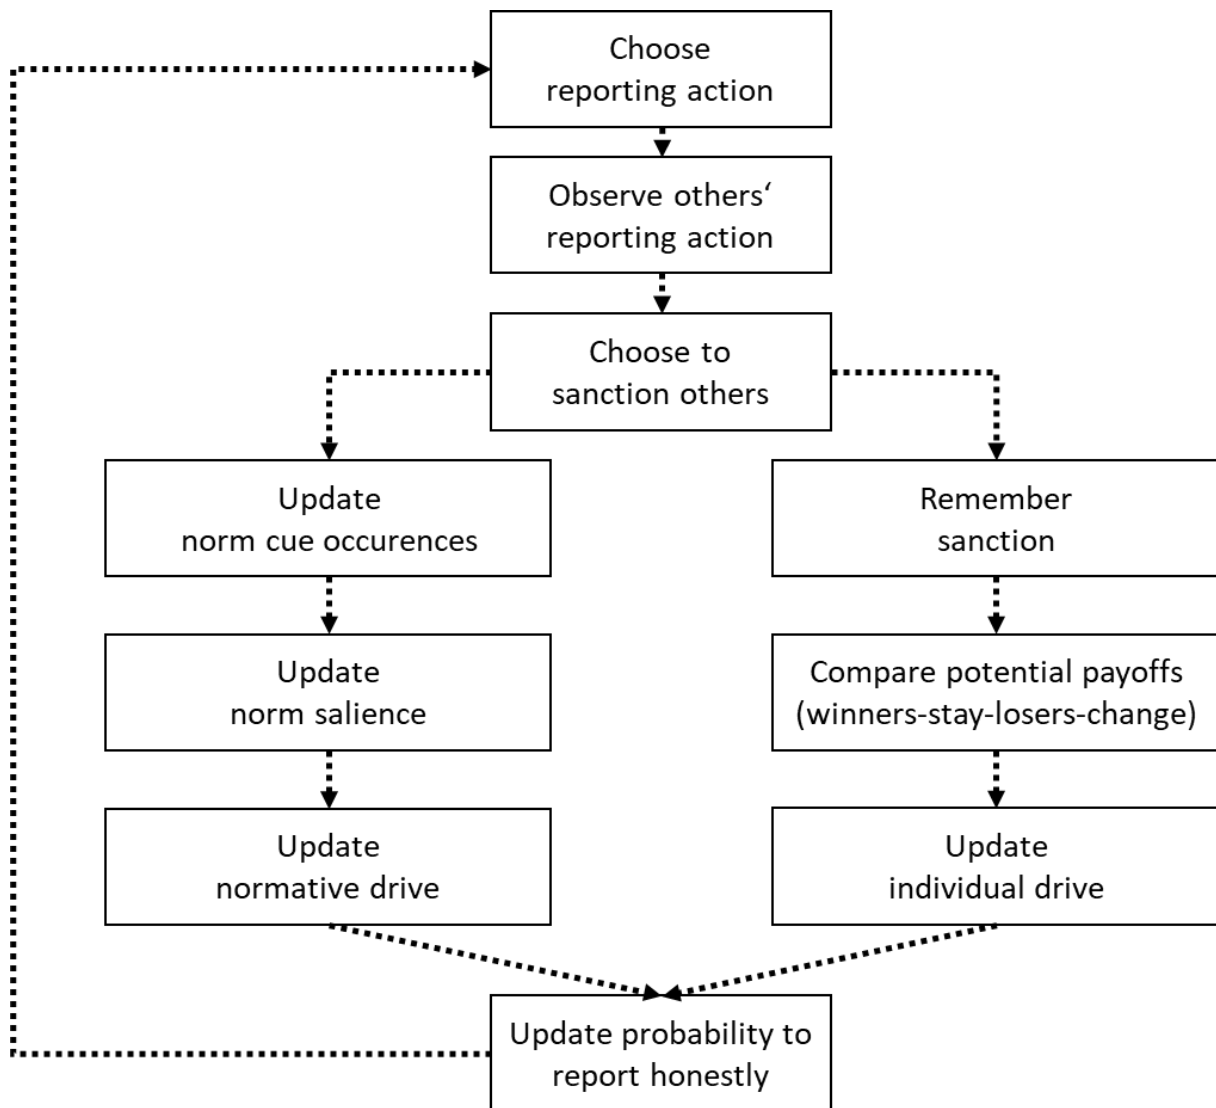 Choose
reporting action
Observe others‘
reporting action
Choose to
sanction others
Update
norm cue occurences
Remember
sanction
Update
norm salience
Compare potential payoffs
(winners-stay-losers-change)
Update
normative drive
Update
individual drive
Update probability to
report honestly